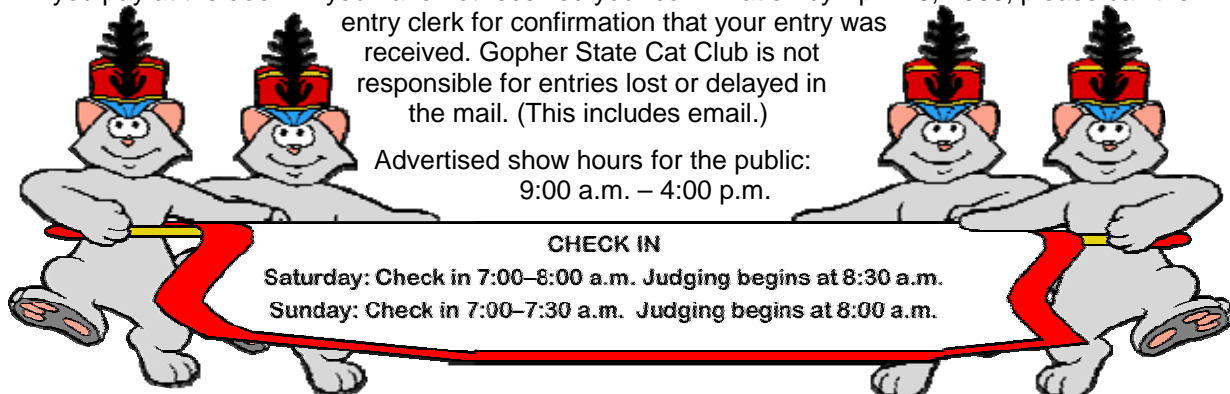 entry clerk for confirmation that your entry was
received. Gopher State Cat Club is not
responsible for entries lost or delayed in
the mail. (This includes email.)
Advertised show hours for the public:
9:00 a.m. – 4:00 p.m.
CHECK IN
Saturday: Check in 7:00–8:00 a.m. Judging begins at 8:30 a.m.
Sunday: Check in 7:00–7:30 a.m. Judging begins at 8:00 a.m.